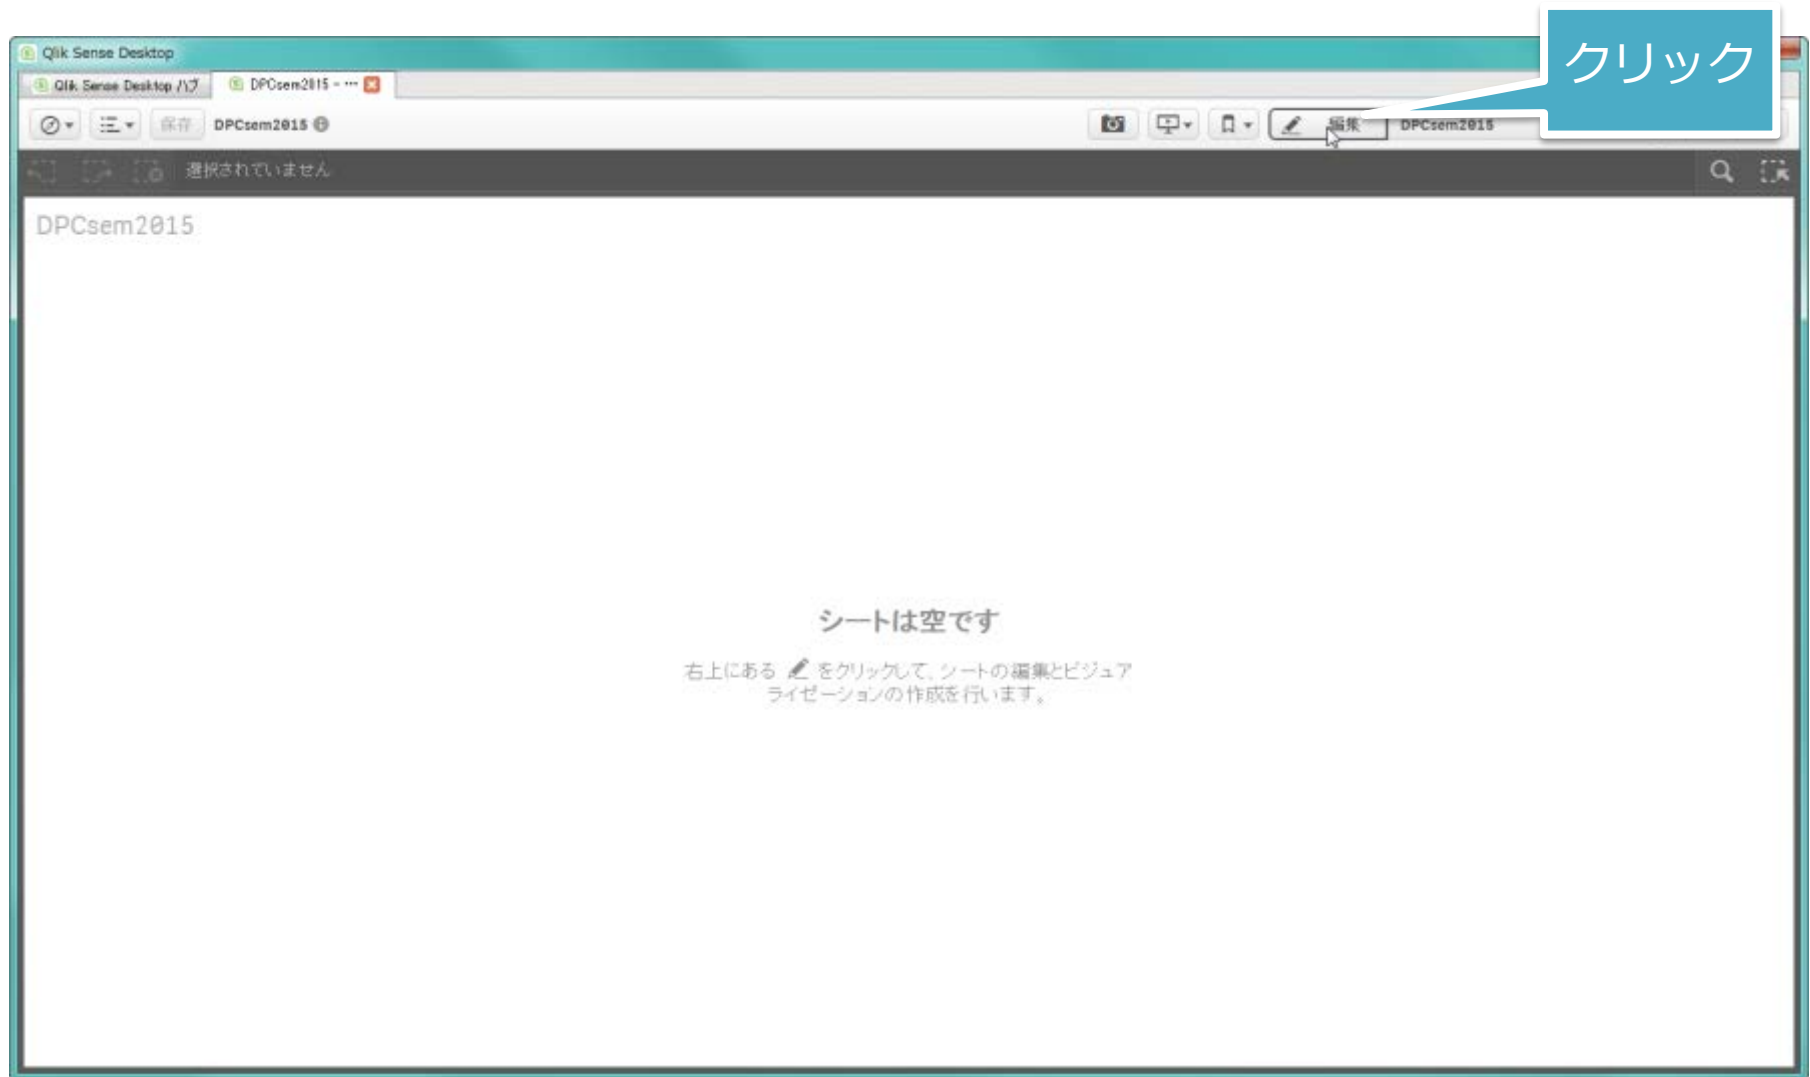 クリック
Qlik Sense Desktop
Qlik Sense Desktop ハブ
DPCsem2015 - ...
保存
DPCsem2015
編集
DPCsem2015
選択されていません
DPCsem2015
シートは空です
右上にある をクリックして、シートの編集とビジュア
ライゼーションの作成を行います。